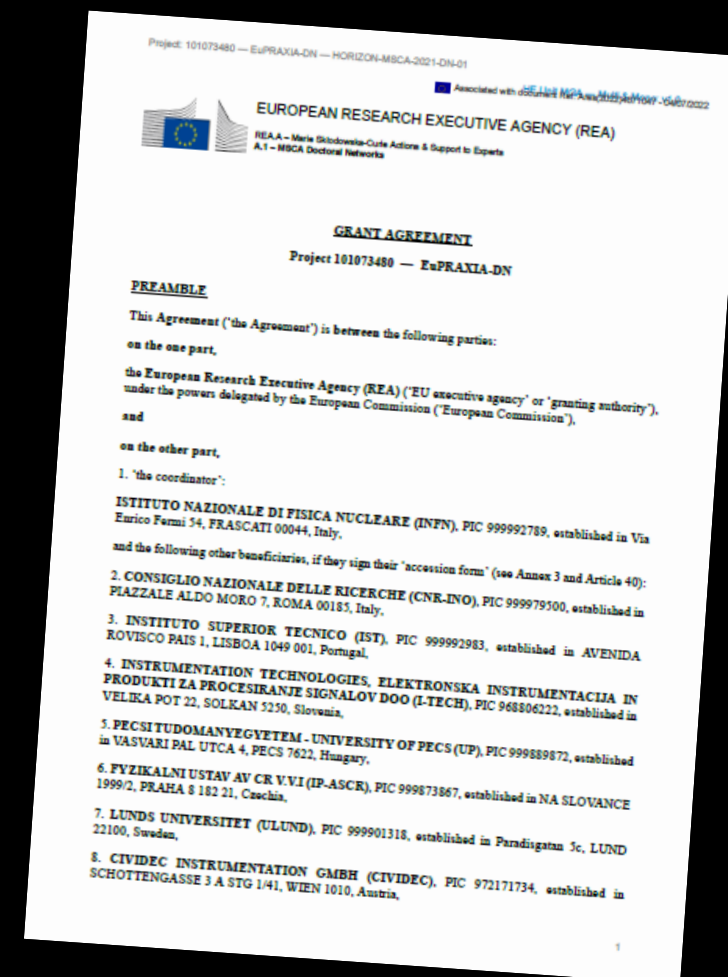 Project: 101073480 — EuPRAXIA-DN — HORIZON-MSCA-2021-DN-01
Associated with document Ref. Ares(2022)4871047 - 04/07/2022
EUROPEAN RESEARCH EXECUTIVE AGENCY (REA)
REA.A – Marie Sklodowska-Curie Actions & Support to Experts
A.1 – MSCA Doctoral Networks
GRANT AGREEMENT
Project 101073480 — EuPRAXIA-DN
PREAMBLE
This Agreement ('the Agreement') is between the following parties:
on the one part,
the European Research Executive Agency (REA) ('EU executive agency' or 'granting authority'),
under the powers delegated by the European Commission ('European Commission'),
and
on the other part,
1. 'the coordinator':
ISTITUTO NAZIONALE DI FISICA NUCLEARE (INFN), PIC 999992789, established in Via
Enrico Fermi 54, FRASCATI 00044, Italy,
and the following other beneficiaries, if they sign their 'accession form' (see Annex 3 and Article 40):
2. CONSIGLIO NAZIONALE DELLE RICERCHE (CNR-INO), PIC 999979500, established in
PIAZZALE ALDO MORO 7, ROMA 00185, Italy,
3. INSTITUTO SUPERIOR TECNICO (IST), PIC 999992983, established in AVENIDA
ROVISCO PAIS 1, LISBOA 1049 001, Portugal,
4. INSTRUMENTATION TECHNOLOGIES, ELEKTRONSKA INSTRUMENTACIJA IN
PRODUKTI ZA PROCESIRANJE SIGNALOV DOO (I-TECH), PIC 968806222, established in
VELIKA POT 22, SOLKAN 5250, Slovenia,
5. PECSI TUDOMANYEGYETEM - UNIVERSITY OF PECS (UP), PIC 999889872, established
in VASVARI PAL UTCA 4, PECS 7622, Hungary,
6. FYZIKALNI USTAV AV CR V.V.I (IP-ASCR), PIC 999873867, established in NA SLOVANCE
1999/2, PRAHA 8 182 21, Czechia,
7. LUNDS UNIVERSITET (ULUND), PIC 999901318, established in Paradisgatan 5c, LUND
22100, Sweden,
8. CIVIDEC INSTRUMENTATION GMBH (CIVIDEC), PIC 972171734, established in
SCHOTTENGASSE 3 A STG 1/41, WIEN 1010, Austria,
1